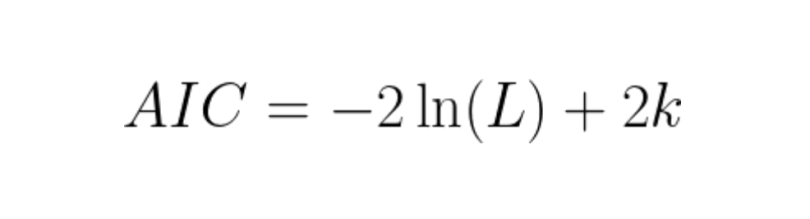 AIC = −2 ln(L) + 2k